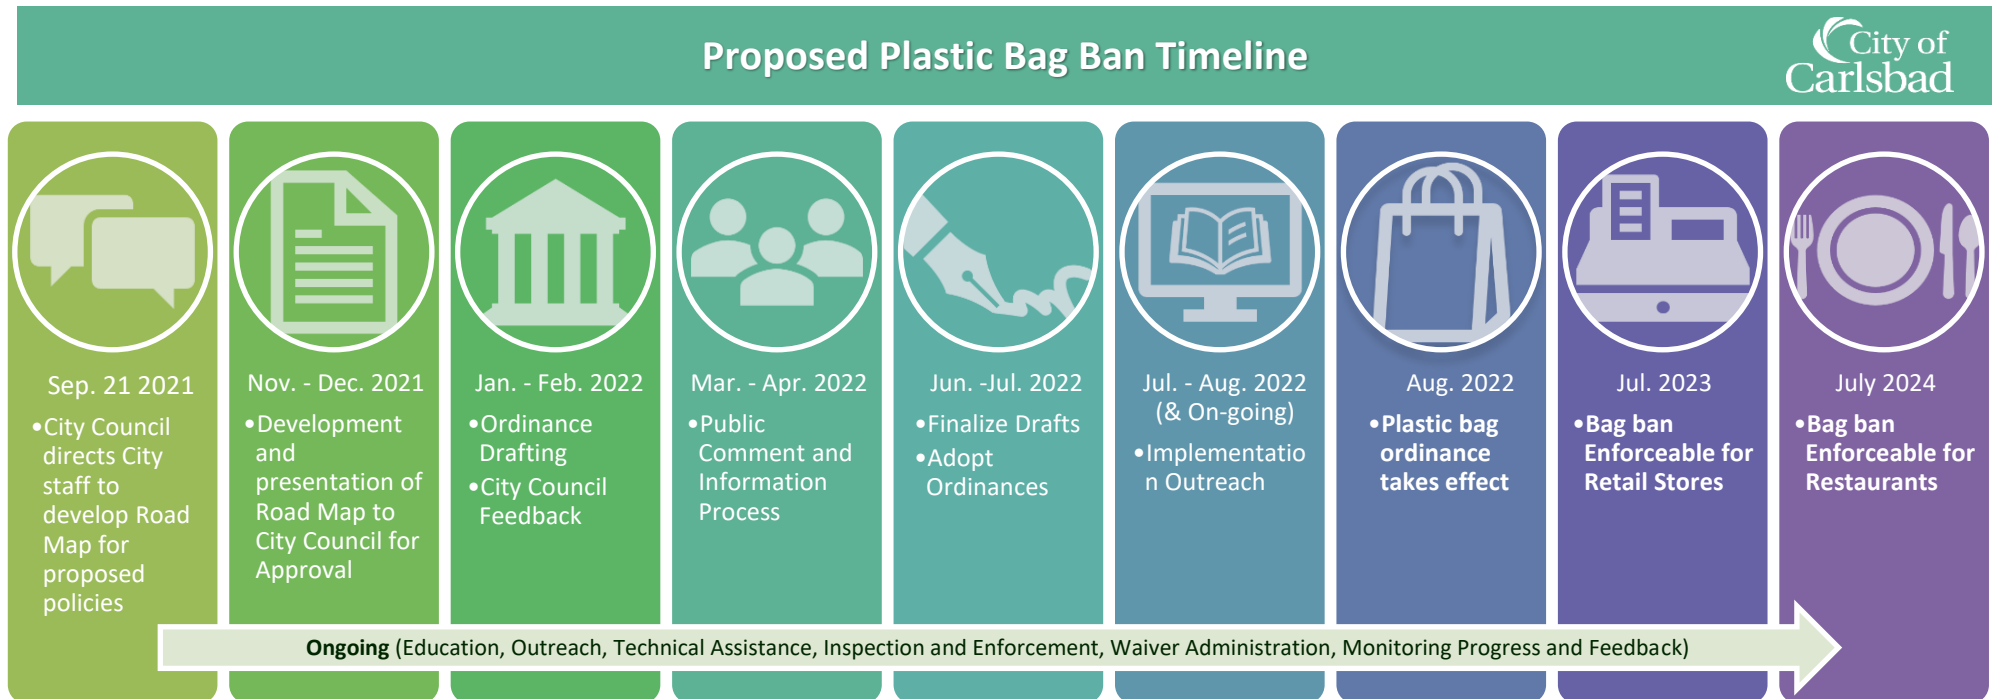 Proposed Plastic Bag Ban Timeline
City of
Carlsbad
Sep. 21 2021
•City Council
directs City
staff to
develop Road
Map for
proposed
policies
Nov. - Dec. 2021
•Development
and
presentation of
Road Map to
City Council for
Approval
Jan. - Feb. 2022
•Ordinance
Drafting
•City Council
Feedback
Mar. - Apr. 2022
•Public
Comment and
Information
Process
Jun. -Jul. 2022
•Finalize Drafts
•Adopt
Ordinances
Jul. - Aug. 2022
(& On-going)
•Implementatio
n Outreach
Aug. 2022
•Plastic bag
ordinance
takes effect
Jul. 2023
•Bag ban
Enforceable for
Retail Stores
July 2024
•Bag ban
Enforceable for
Restaurants
Ongoing (Education, Outreach, Technical Assistance, Inspection and Enforcement, Waiver Administration, Monitoring Progress and Feedback)